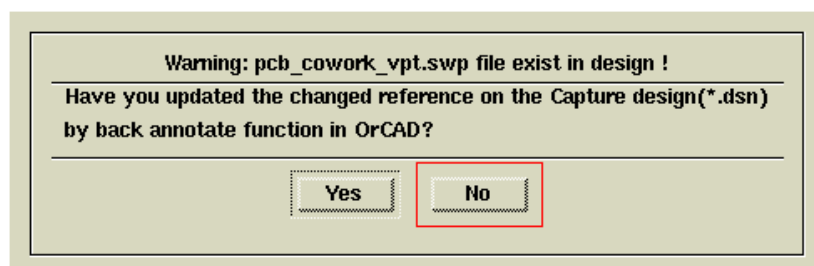 Warning: pcb_cowork_vpt.swp file exist in design !
Have you updated the changed reference on the Capture design(*.dsn)
by back annotate function in OrCAD?
Yes
No